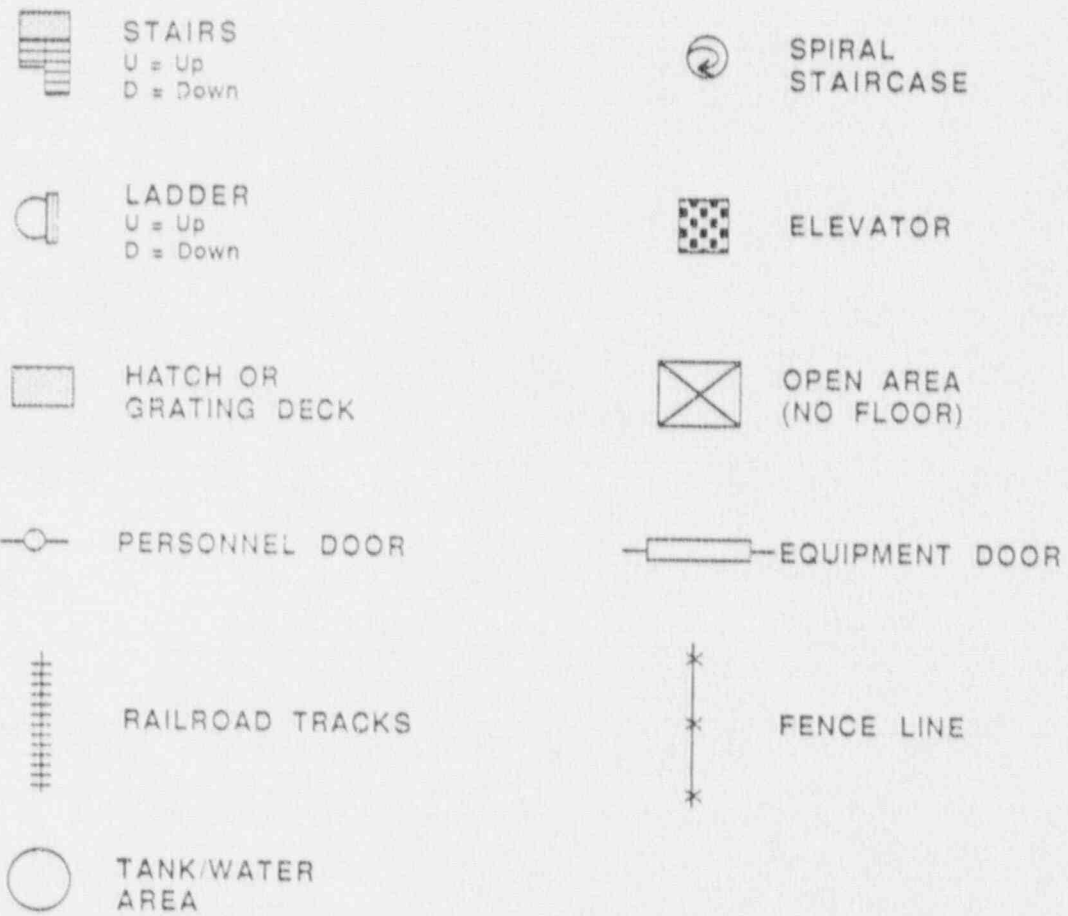 STAIRS
U = Up
D = Down
SPIRAL
STAIRCASE
LADDER
U = Up
D = Down
ELEVATOR
HATCH OR
GRATING DECK
OPEN AREA
(NO FLOOR)
PERSONNEL DOOR
EQUIPMENT DOOR
RAILROAD TRACKS
FENCE LINE
TANK/WATER
AREA